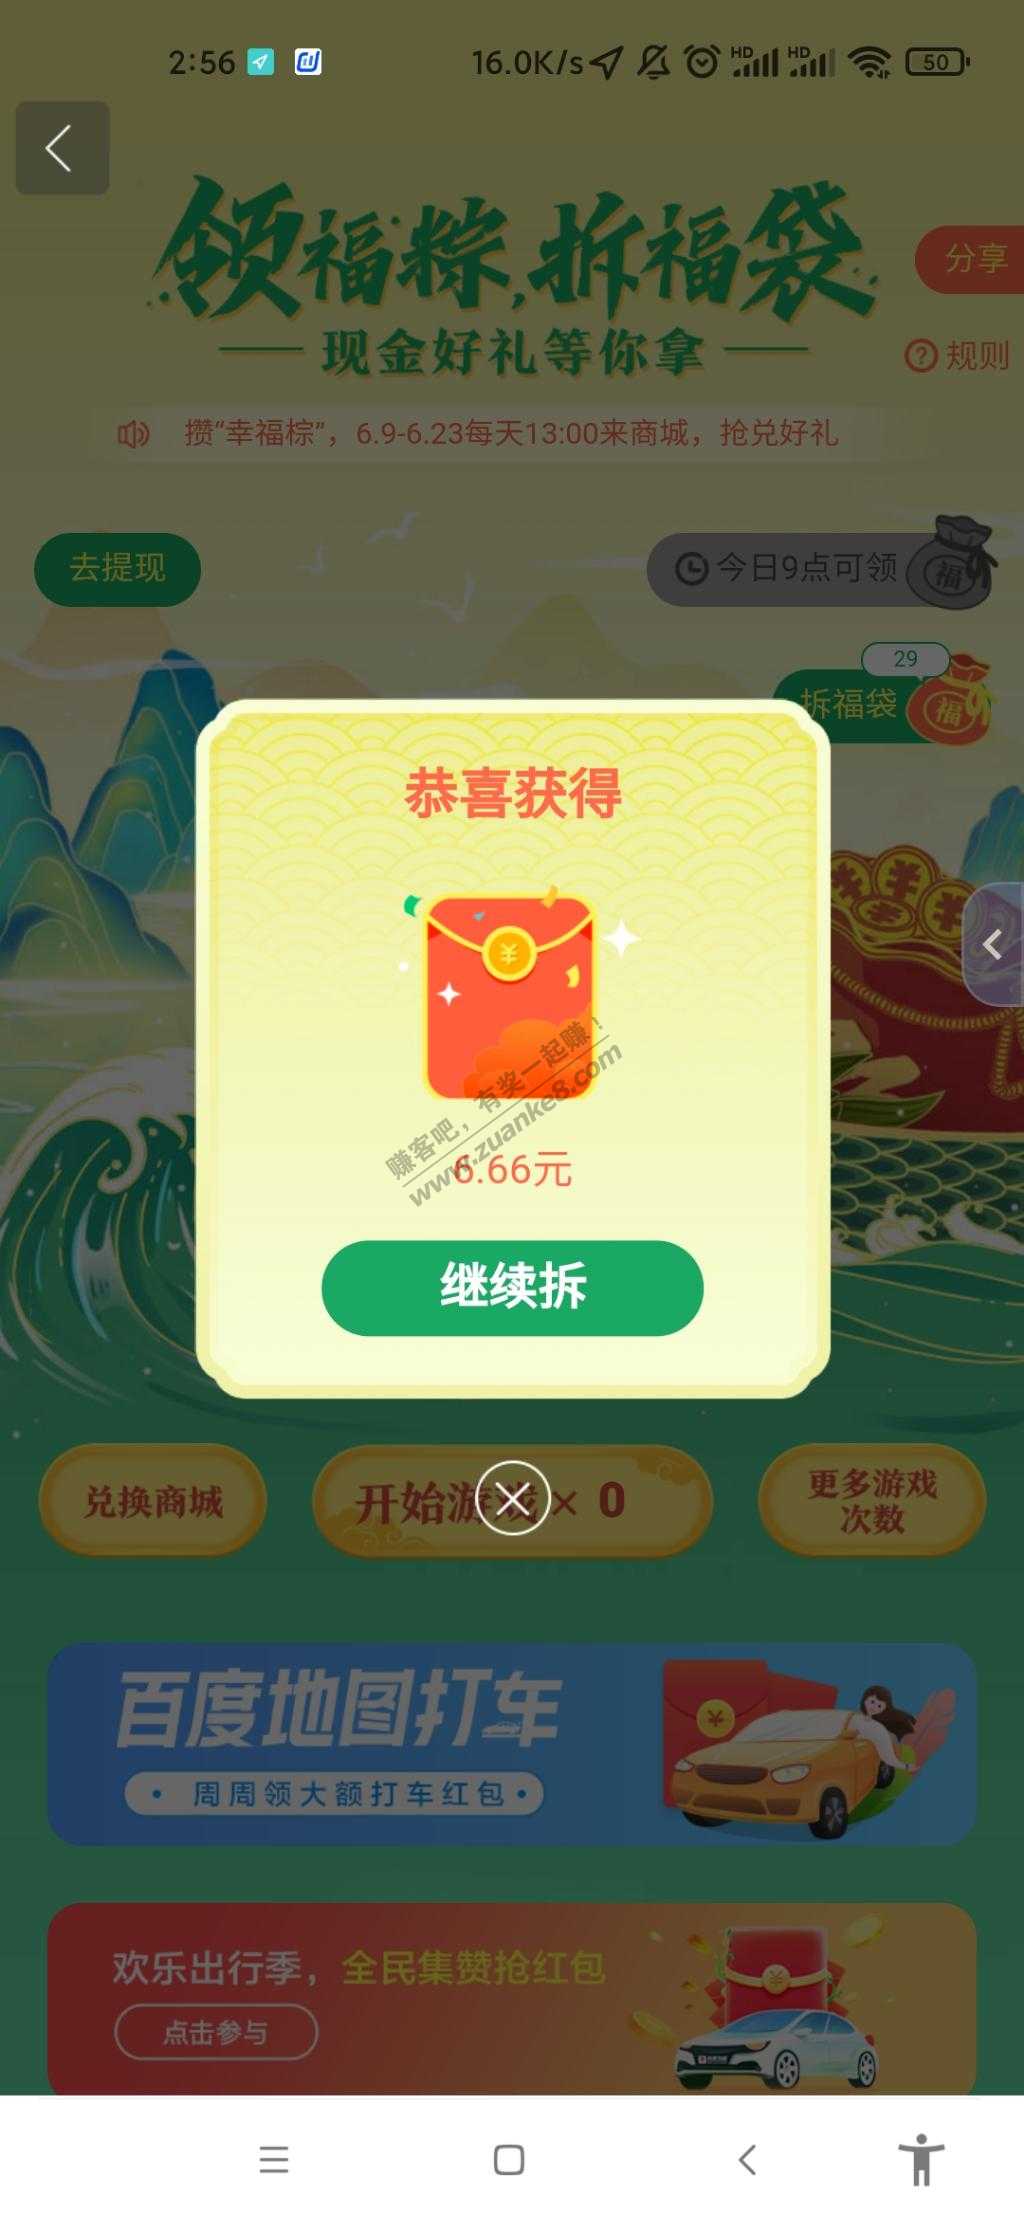 2:56
16.0K/s HD HD 50
领福粽,拆福袋
分享
现金好礼等你拿
规则
攒“幸福棕”，6.9-6.23每天13:00来商城，抢兑好礼
去提现
今日9点可领
福
29
拆福袋
福
恭喜获得
¥
赚客吧，有奖一起赚！
www.zuanke8.com
6.66元
继续拆
兑换商城
开始游戏× 0
更多游戏
次数
百度地图打车
周周领大额打车红包
欢乐出行季，全民集赞抢红包
点击参与